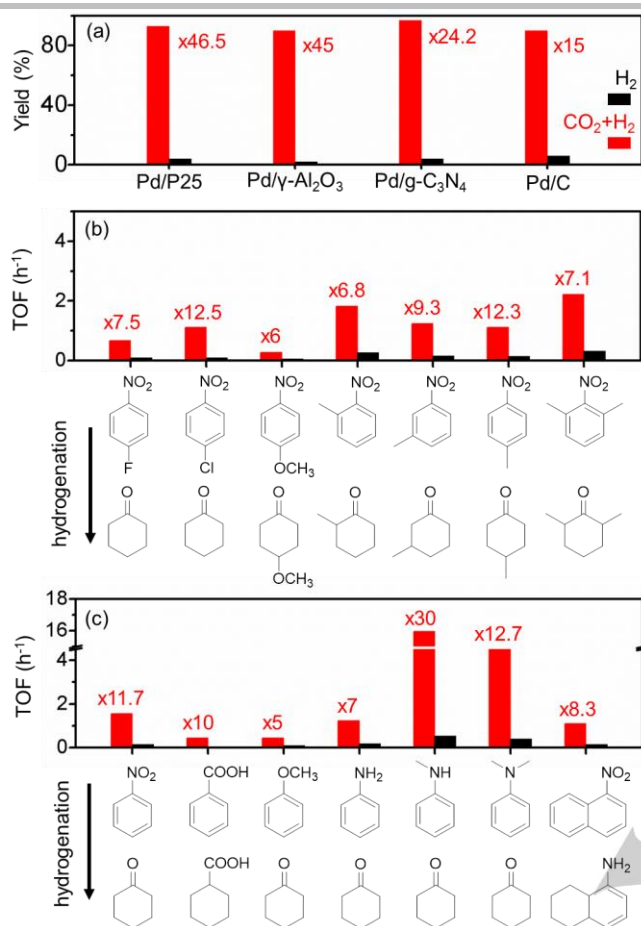 (a)
x46.5 x45 x24.2 x15
Yield (%)
80
40
0
H₂
CO₂+H₂
Pd/P25 Pd/γ-Al₂O₃ Pd/g-C₃N₄ Pd/C
(b)
TOF (h⁻¹)
4
2
0
x7.5 x12.5 x6 x6.8 x9.3 x12.3 x7.1
NO₂ NO₂ NO₂ NO₂ NO₂ NO₂ NO₂
F Cl OCH₃
hydrogenation
O O O O O O O
OCH₃
(c)
TOF (h⁻¹)
18
16
4
2
0
x11.7 x10 x5 x7 x30 x12.7 x8.3
NO₂ COOH OCH₃ NH₂ NH N NO₂
hydrogenation
O COOH O O O O NH₂